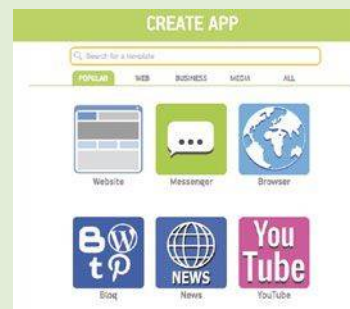 CREATE APP
Search for a template
POPULAR WEB BUSINESS MEDIA ALL
Website Messenger Browser
B W
t P
NEWS
You
Tube
Blog News YouTube